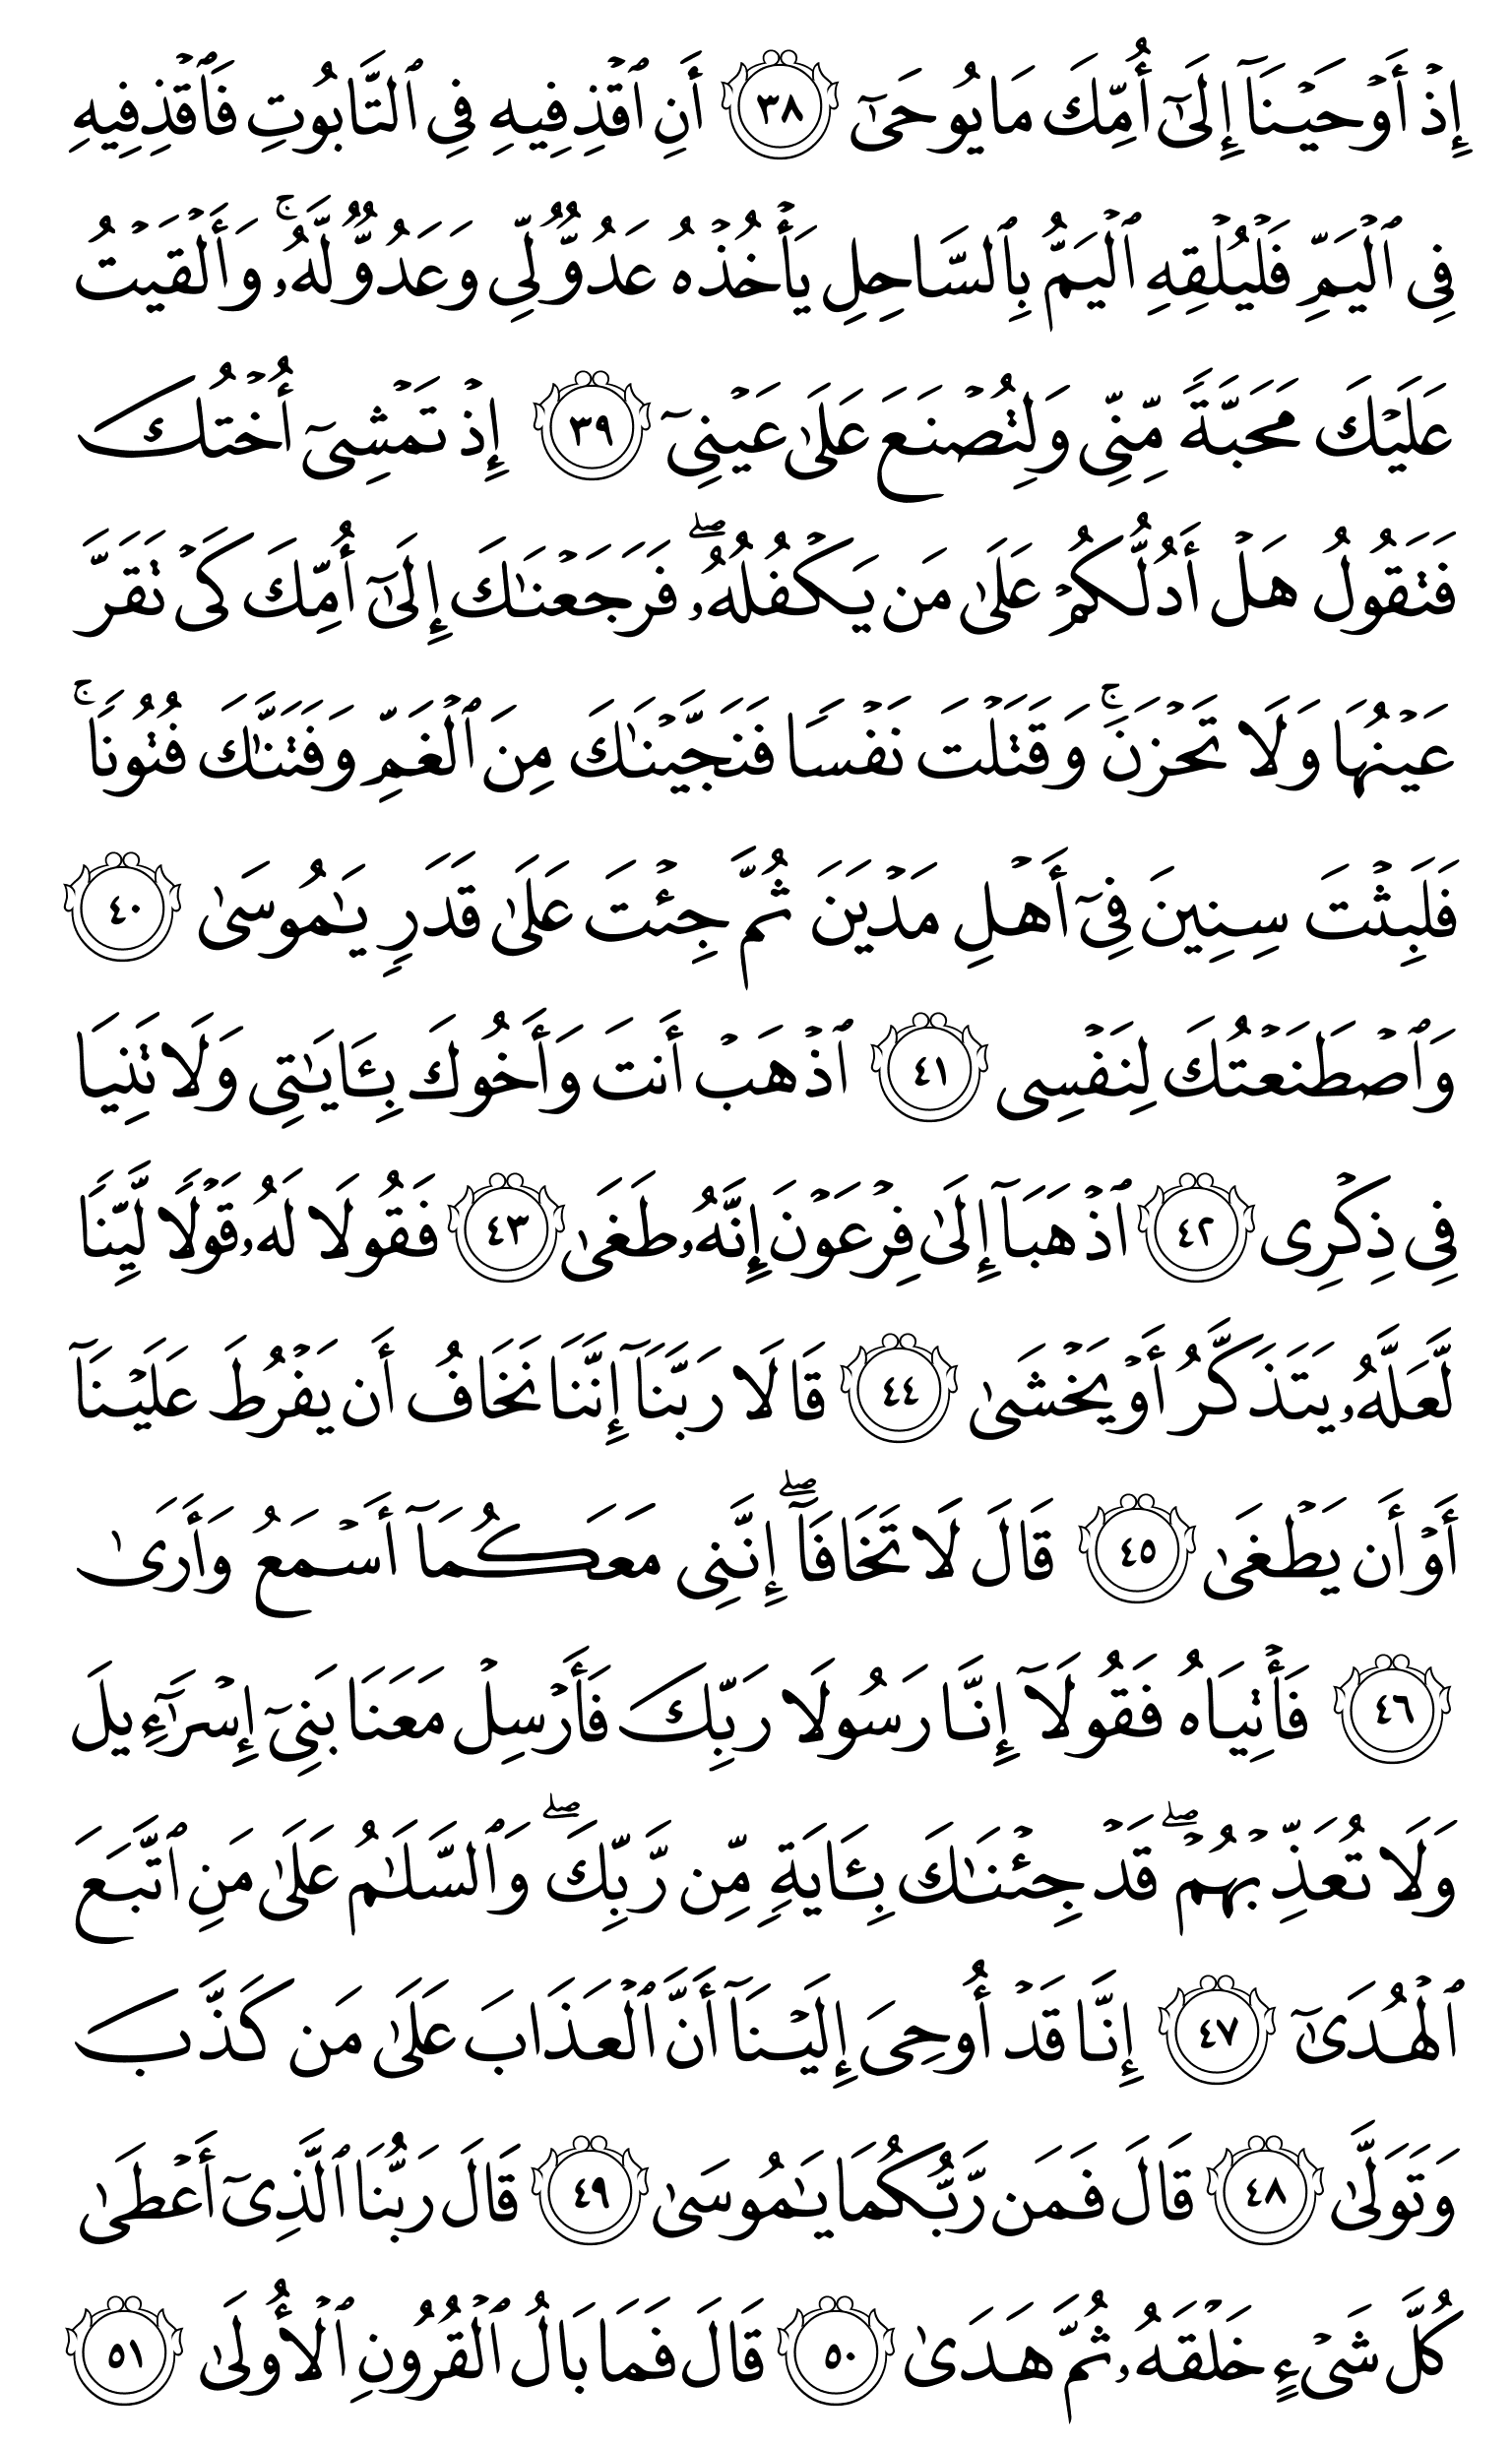 إِذۡ أَوۡحَيۡنَآ إِلَىٰٓ أُمِّكَ مَا يُوحَىٰٓ ٣٨ أَنِ ٱقۡذِفِيهِ فِي ٱلتَّابُوتِ فَٱقۡذِفِيهِ
فِي ٱلۡيَمِّ فَلۡيُلۡقِهِ ٱلۡيَمُّ بِٱلسَّاحِلِ يَأۡخُذۡهُ عَدُوّٞ لِّي وَعَدُوّٞ لَّهُۥۚ وَأَلۡقَيۡتُ
عَلَيۡكَ مَحَبَّةٗ مِّنِّي وَلِتُصۡنَعَ عَلَىٰ عَيۡنِيٓ ٣٩ إِذۡ تَمۡشِيٓ أُخۡتُكَ
فَتَقُولُ هَلۡ أَدُلُّكُمۡ عَلَىٰ مَن يَكۡفُلُهُۥۖ فَرَجَعۡنَٰكَ إِلَىٰٓ أُمِّكَ كَيۡ تَقَرَّ
عَيۡنُهَا وَلَا تَحۡزَنَۚ وَقَتَلۡتَ نَفۡسٗا فَنَجَّيۡنَٰكَ مِنَ ٱلۡغَمِّ وَفَتَنَّٰكَ فُتُونٗاۚ
فَلَبِثۡتَ سِنِينَ فِيٓ أَهۡلِ مَدۡيَنَ ثُمَّ جِئۡتَ عَلَىٰ قَدَرٖ يَٰمُوسَىٰ ٤٠
وَٱصۡطَنَعۡتُكَ لِنَفۡسِي ٤١ ٱذۡهَبۡ أَنتَ وَأَخُوكَ بِـَٔايَٰتِي وَلَا تَنِيَا
فِي ذِكۡرِي ٤٢ ٱذۡهَبَآ إِلَىٰ فِرۡعَوۡنَ إِنَّهُۥ طَغَىٰ ٤٣ فَقُولَا لَهُۥ قَوۡلٗا لَّيِّنٗا
لَّعَلَّهُۥ يَتَذَكَّرُ أَوۡ يَخۡشَىٰ ٤٤ قَالَا رَبَّنَآ إِنَّنَا نَخَافُ أَن يَفۡرُطَ عَلَيۡنَآ
أَوۡ أَن يَطۡغَىٰ ٤٥ قَالَ لَا تَخَافَآۖ إِنَّنِي مَعَكُمَآ أَسۡمَعُ وَأَرَىٰ
٤٦ فَأۡتِيَاهُ فَقُولَآ إِنَّا رَسُولَا رَبِّكَ فَأَرۡسِلۡ مَعَنَا بَنِيٓ إِسۡرَٰٓءِيلَ
وَلَا تُعَذِّبۡهُمۡۖ قَدۡ جِئۡنَٰكَ بِـَٔايَةٖ مِّن رَّبِّكَۖ وَٱلسَّلَٰمُ عَلَىٰ مَنِ ٱتَّبَعَ
ٱلۡهُدَىٰٓ ٤٧ إِنَّا قَدۡ أُوحِيَ إِلَيۡنَآ أَنَّ ٱلۡعَذَابَ عَلَىٰ مَن كَذَّبَ
وَتَوَلَّىٰ ٤٨ قَالَ فَمَن رَّبُّكُمَا يَٰمُوسَىٰ ٤٩ قَالَ رَبُّنَا ٱلَّذِيٓ أَعۡطَىٰ
كُلَّ شَيۡءٍ خَلۡقَهُۥ ثُمَّ هَدَىٰ ٥٠ قَالَ فَمَا بَالُ ٱلۡقُرُونِ ٱلۡأُولَىٰ ٥١